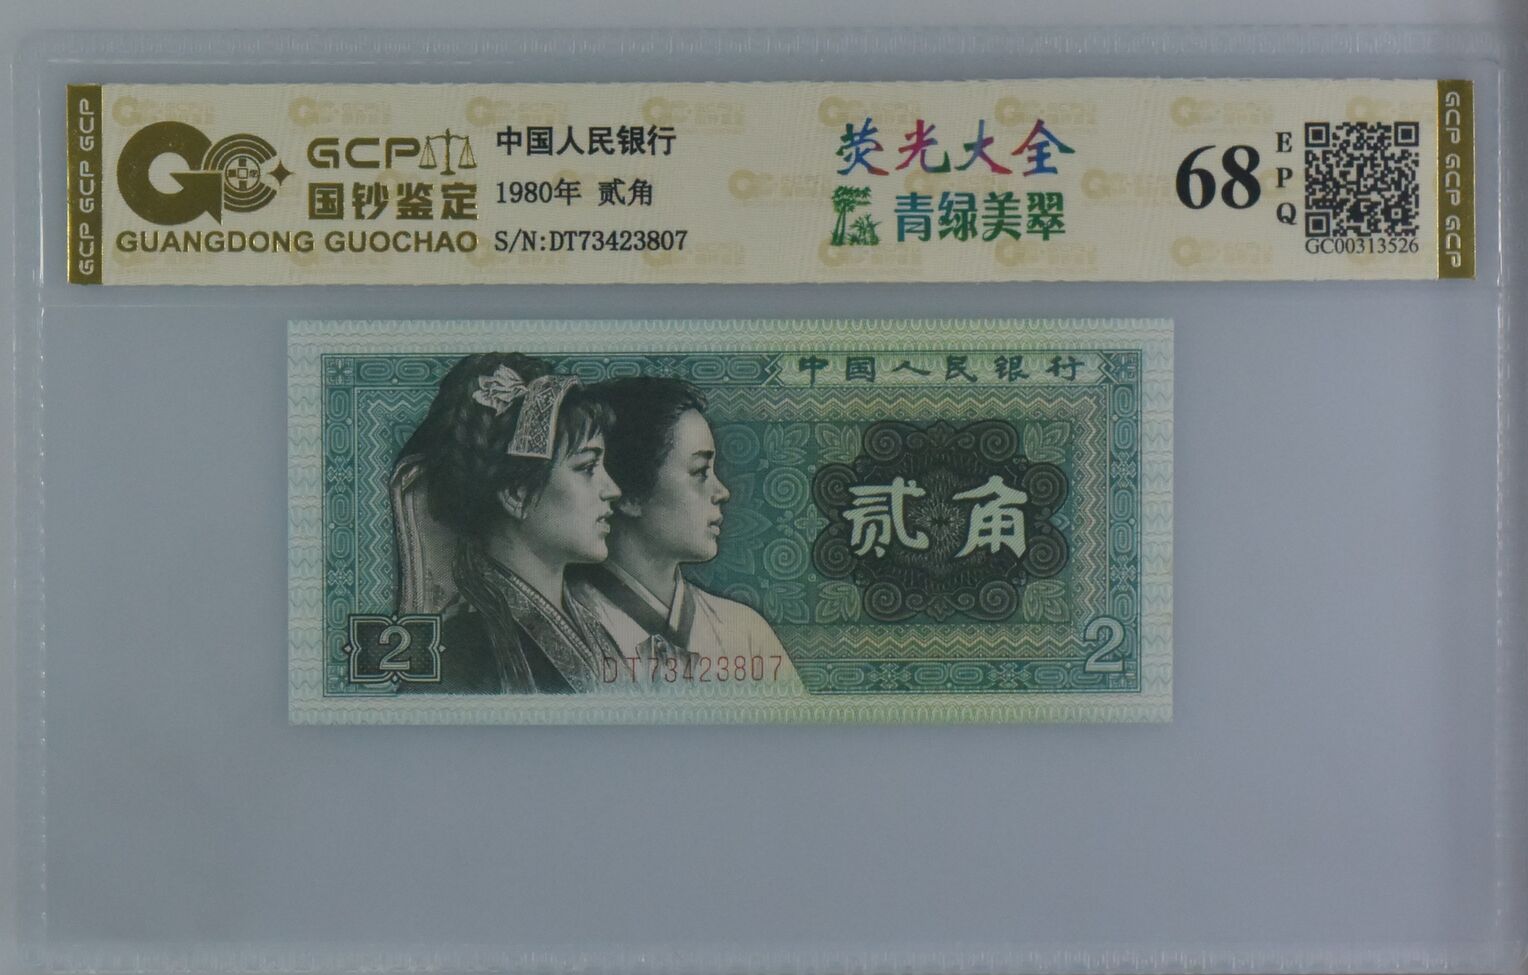 GCP GCP GCP
GCP
国钞鉴定
GUANGDONG GUOCHAO
中国人民银行
1980年 贰角
S/N:DT73423807
荧光大全
青绿美翠
68
EPQ
GC00313526
GCP GCP GCP
中国人民银行
贰角
2
DT73423807
2